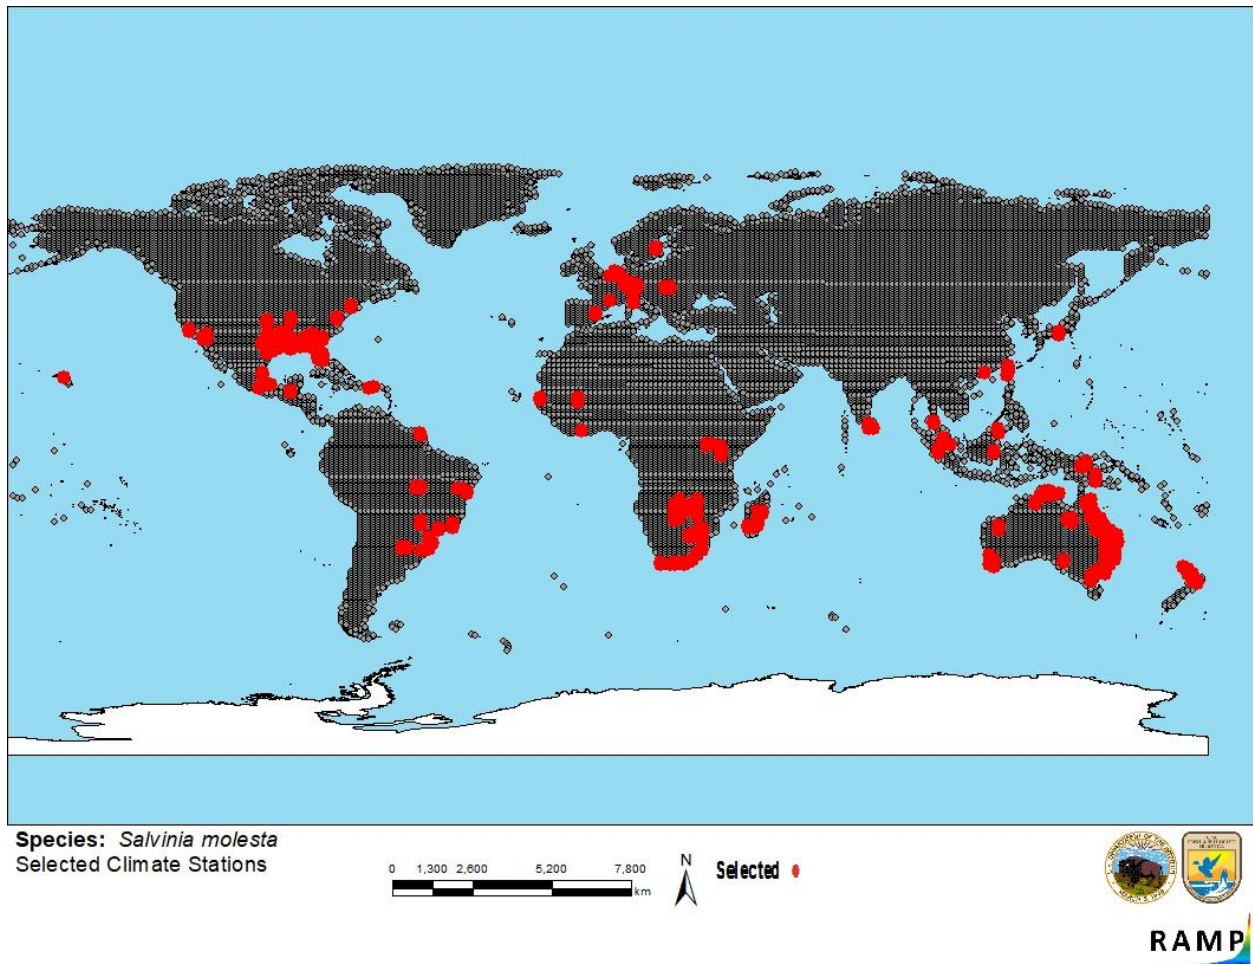 Species: Salvinia molesta
Selected Climate Stations
0 1,300 2,600 5,200 7,800
km
N
Selected
RAMP